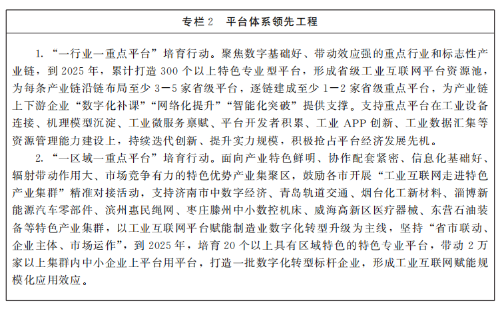 专栏 2　平台体系领先工程
1. “一行业一重点平台”培育行动。聚焦数字基础好、带动效应强的重点行业和标志性产
业链，到 2025 年，累计打造 300 个以上特色专业型平台，形成省级工业互联网平台资源池，
为每条产业链沿链布局至少 3—5 家省级平台，逐链建成至少 1—2 家省级重点平台，为产业链
上下游企业“数字化补课”“网络化提升”“智能化突破”提供支撑。支持重点平台在工业设备
连接、机理模型沉淀、工业微服务禀赋、平台开发者积累、工业 APP 创新、工业数据汇集等
资源管理能力建设上，持续迭代创新、提升实力规模，积极抢占平台经济发展先机。
2. “一区域一重点平台”培育行动。面向产业特色鲜明、协作配套紧密、信息化基础好、
辐射带动作用大、市场竞争有力的特色优势产业集聚区，鼓励各市开展“工业互联网走进特色
产业集群”精准对接活动，支持济南市中数字经济、青岛轨道交通、烟台化工新材料、淄博新
能源汽车零部件、滨州惠民绳网、枣庄滕州中小数控机床、威海高新区医疗器械、东营石油装
备等特色产业集群，以工业互联网平台赋能制造业数字化转型升级为主线，坚持“省市联动、
企业主体、市场运作”，到 2025 年，培育 20 个以上具有区域特色的特色专业平台，带动 2 万
家以上集群内中小企业上平台用平台，打造一批数字化转型标杆企业，形成工业互联网赋能规
模化应用效应。